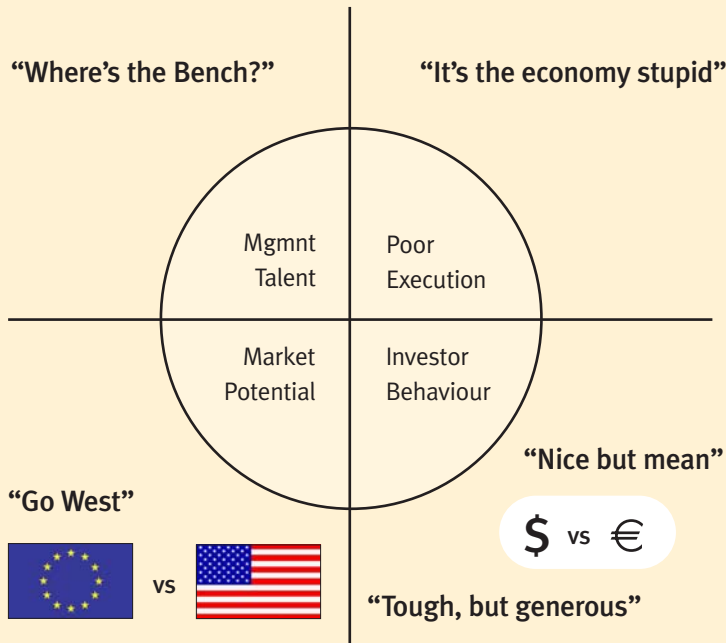 “Where’s the Bench?”
“It’s the economy stupid”
Mgmnt
Talent
Poor
Execution
Market
Potential
Investor
Behaviour
“Go West”
vs
“Nice but mean”
$ vs €
“Tough, but generous”